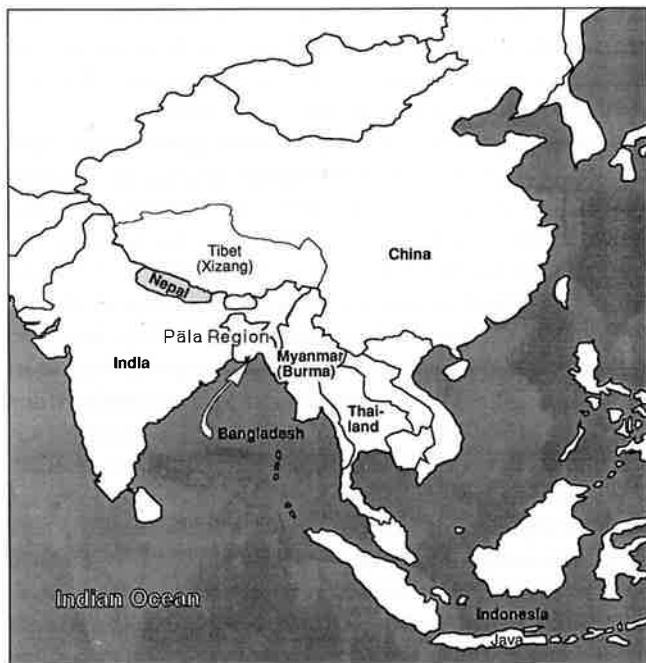 China
Tibet
(Xizang)
Nepal
Pāla Region
India
Myanmar
(Burma)
Thai-
land
Bangladesh
Indian Ocean
Indonesia
Java